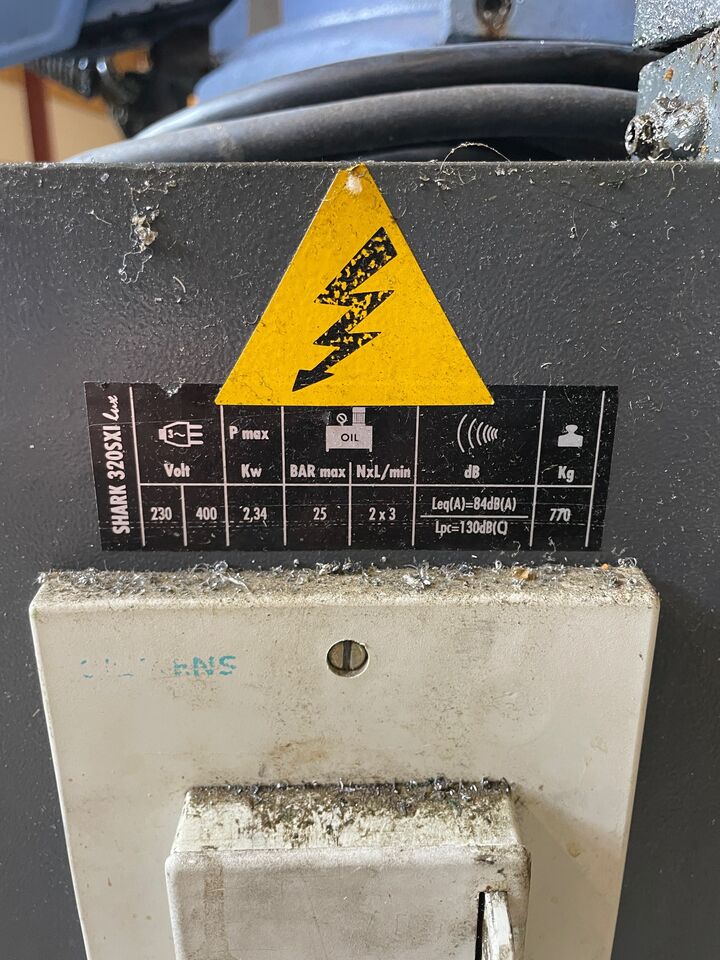 SHARK 320SXI lux
3~
Volt
230 400
P max
Kw
2,34
OIL
BAR max NxL/min
25 2 x 3
dB
Leq(A)=84dB(A)
Lpc=130dB(C)
Kg
770